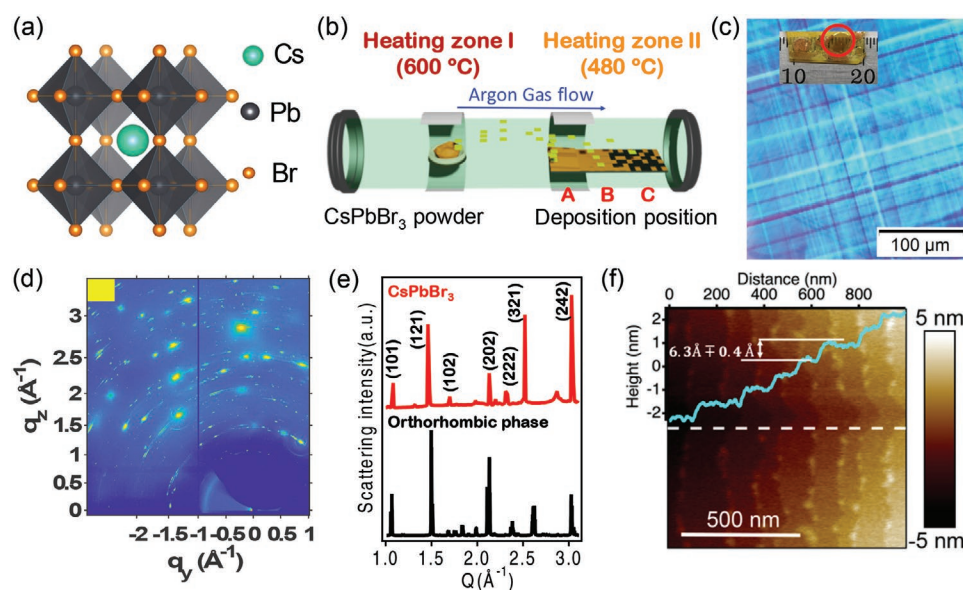 (a)
Cs
Pb
Br
(b)
Heating zone I
(600 °C)
Heating zone II
(480 °C)
Argon Gas flow
A B C
CsPbBr₃ powder
Deposition position
(c)
10 20
100 µm
(d)
3
2.5
2
1.5
1
0.5
0
q_z (Å⁻¹)
-2 -1.5 -1 -0.5 0 0.5 1
q_y (Å⁻¹)
(e)
CsPbBr₃
(101)
(121)
(102)
(202)
(222)
(321)
(242)
Orthorhombic phase
Scattering intensity(a.u.)
1.0 1.5 2.0 2.5 3.0
Q (Å⁻¹)
(f)
Distance (nm)
0 200 400 600 800
Height (nm)
2
1
0
-1
-2
6.3Å∓0.4 Å
500 nm
5 nm
-5 nm